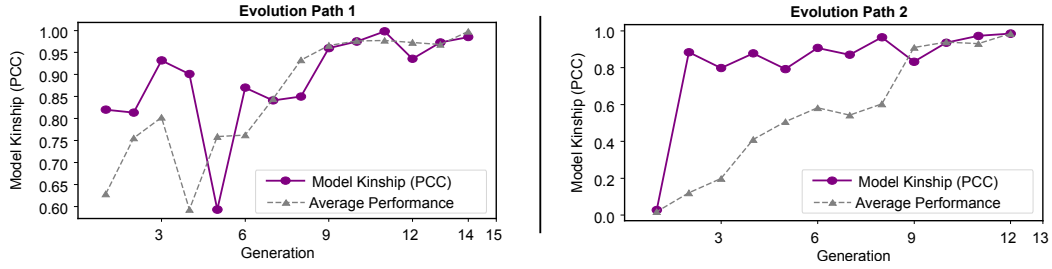 Evolution Path 1
Model Kinship (PCC)
1.00
0.95
0.90
0.85
0.80
0.75
0.70
0.65
0.60
Model Kinship (PCC)
Average Performance
3 6 9 12 14 15
Generation
Evolution Path 2
Model Kinship (PCC)
1.0
0.8
0.6
0.4
0.2
0.0
Model Kinship (PCC)
Average Performance
3 6 9 12 13
Generation